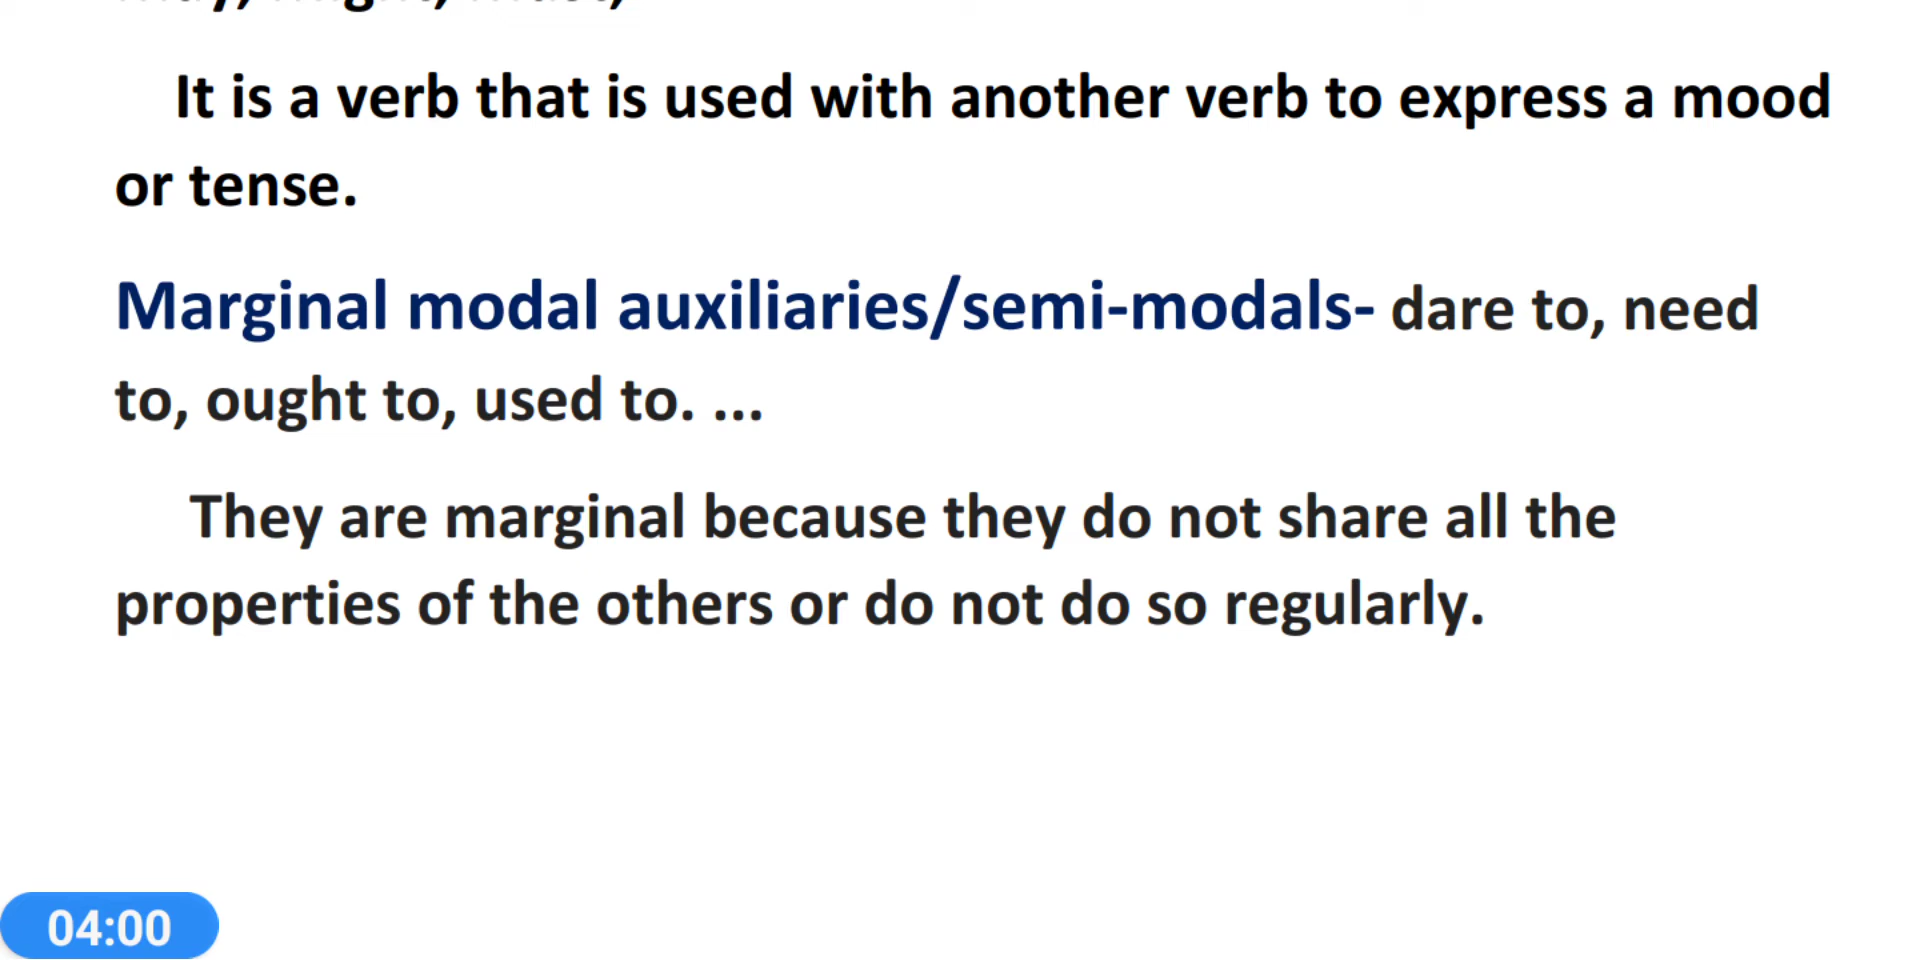 It is a verb that is used with another verb to express a mood
or tense.
Marginal modal auxiliaries/semi-modals- dare to, need
to, ought to, used to. ...
They are marginal because they do not share all the
properties of the others or do not do so regularly.
04:00